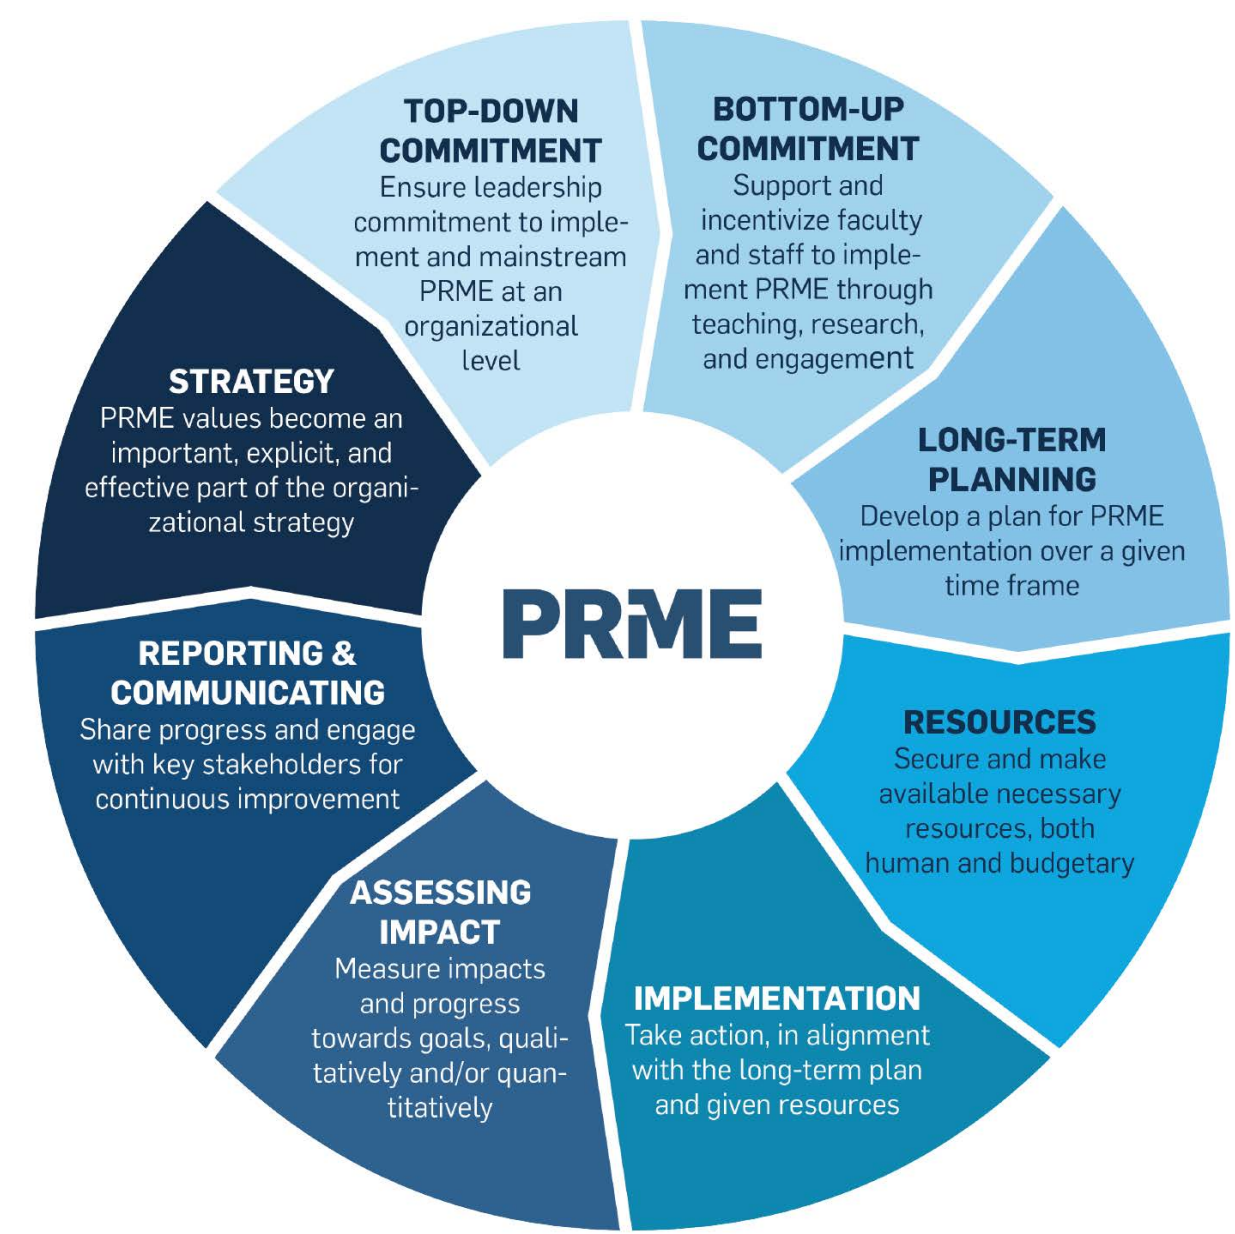 TOP-DOWN
COMMITMENT
Ensure leadership
commitment to imple-
ment and mainstream
PRME at an
organizational
level
BOTTOM-UP
COMMITMENT
Support and
incentivize faculty
and staff to imple-
ment PRME through
teaching, research,
and engagement
LONG-TERM
PLANNING
Develop a plan for PRME
implementation over a given
time frame
RESOURCES
Secure and make
available necessary
resources, both
human and budgetary
IMPLEMENTATION
Take action, in alignment
with the long-term plan
and given resources
ASSESSING
IMPACT
Measure impacts
and progress
towards goals, quali-
tatively and/or quan-
titatively
REPORTING &
COMMUNICATING
Share progress and engage
with key stakeholders for
continuous improvement
STRATEGY
PRME values become an
important, explicit, and
effective part of the organi-
zational strategy
PRME